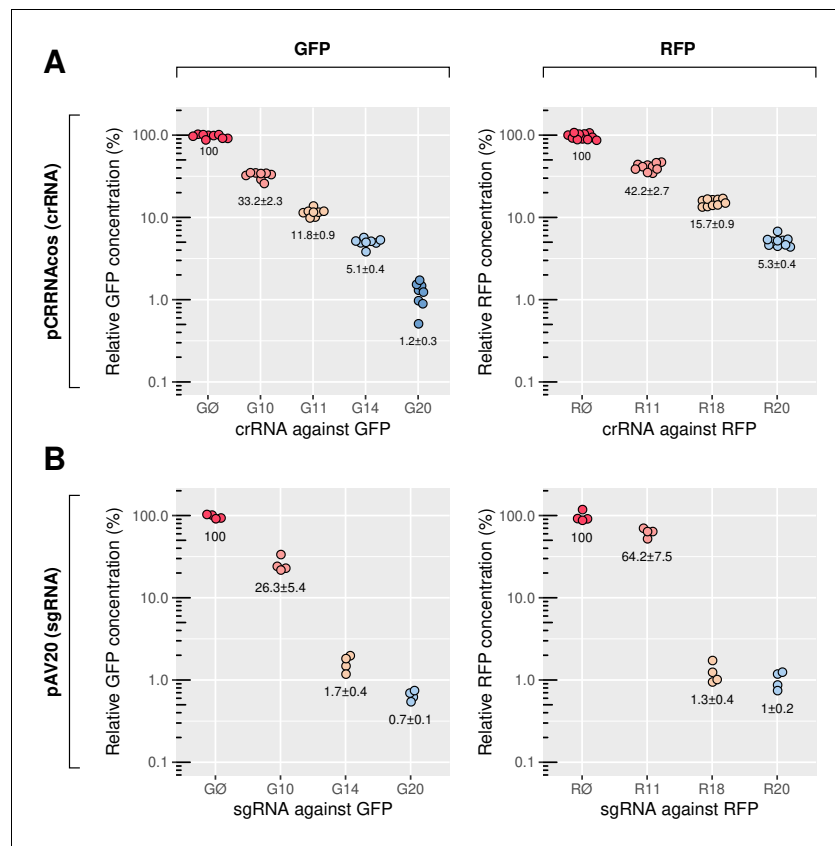 GFP
RFP
A
pCRRNAcos (crRNA)
Relative GFP concentration (%)
100.0
10.0
1.0
0.1
100
33.2±2.3
11.8±0.9
5.1±0.4
1.2±0.3
GØ G10 G11 G14 G20
crRNA against GFP
Relative RFP concentration (%)
100.0
10.0
1.0
0.1
100
42.2±2.7
15.7±0.9
5.3±0.4
RØ R11 R18 R20
crRNA against RFP
B
pAV20 (sgRNA)
Relative GFP concentration (%)
100.0
10.0
1.0
0.1
100
26.3±5.4
1.7±0.4
0.7±0.1
GØ G10 G14 G20
sgRNA against GFP
Relative RFP concentration (%)
100.0
10.0
1.0
0.1
100
64.2±7.5
1.3±0.4
1±0.2
RØ R11 R18 R20
sgRNA against RFP